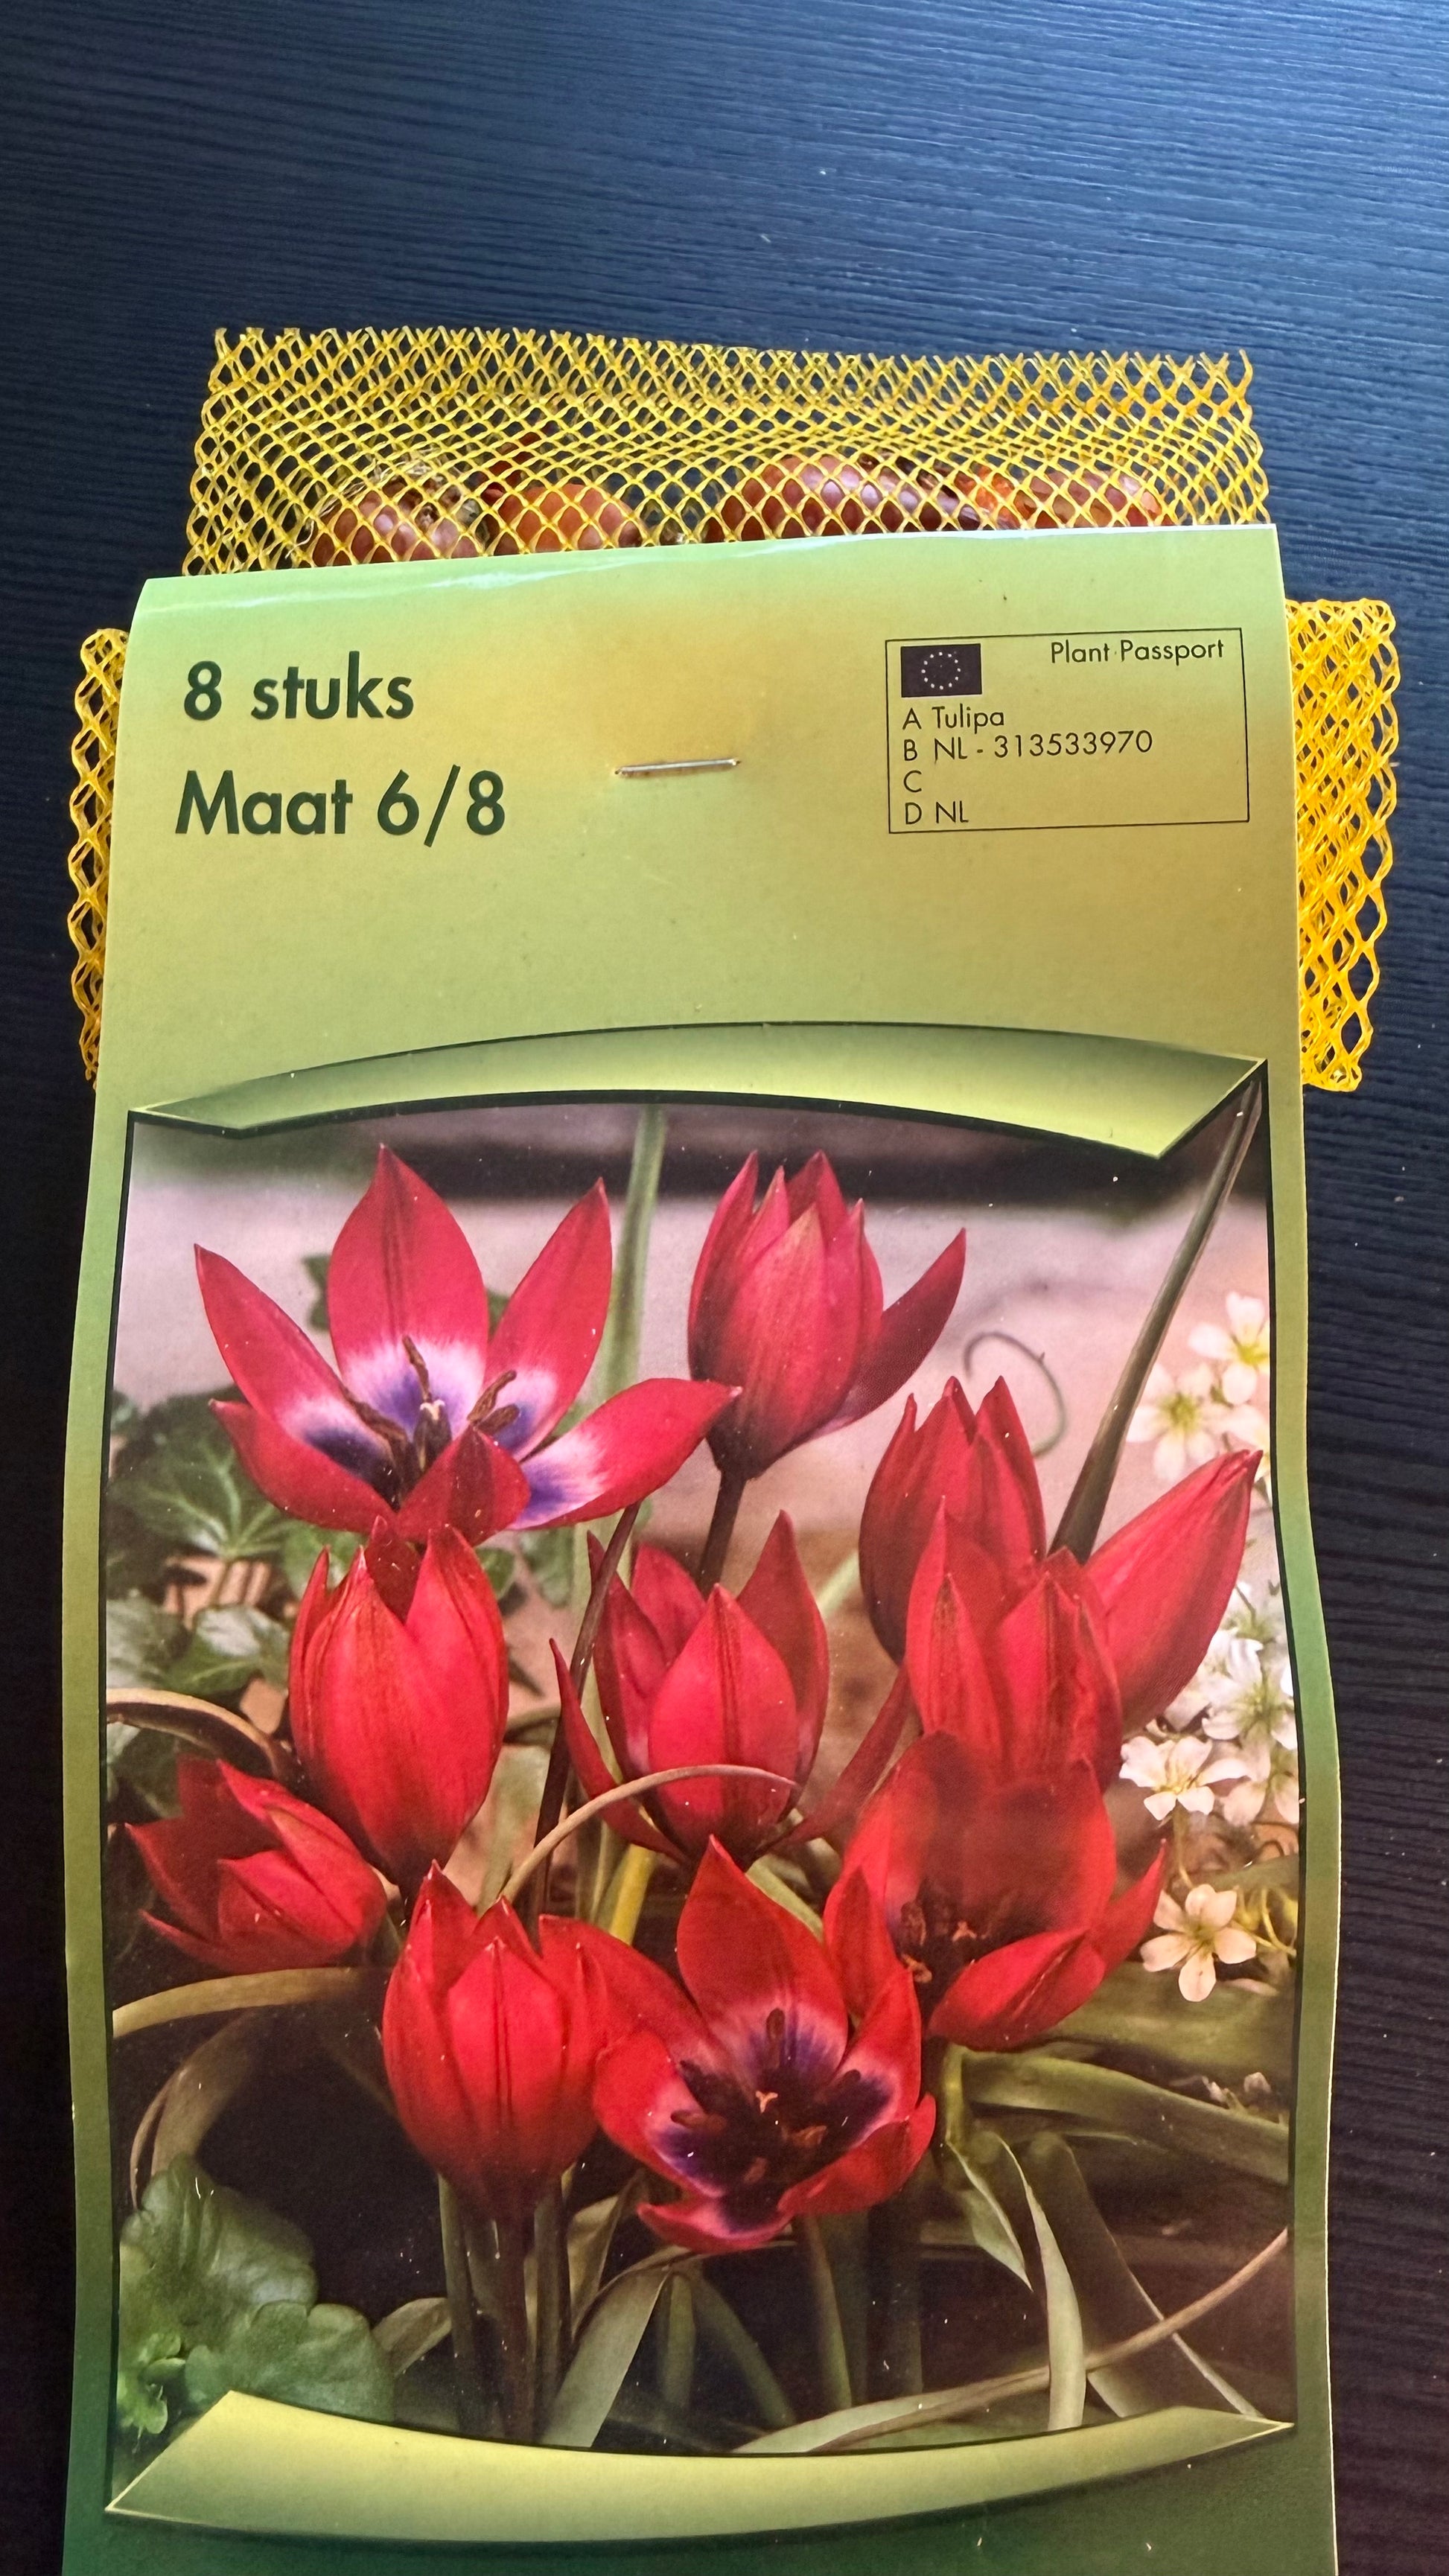 8 stuks
Maat 6/8
Plant Passport
A Tulipa
B NL - 313533970
C
D NL